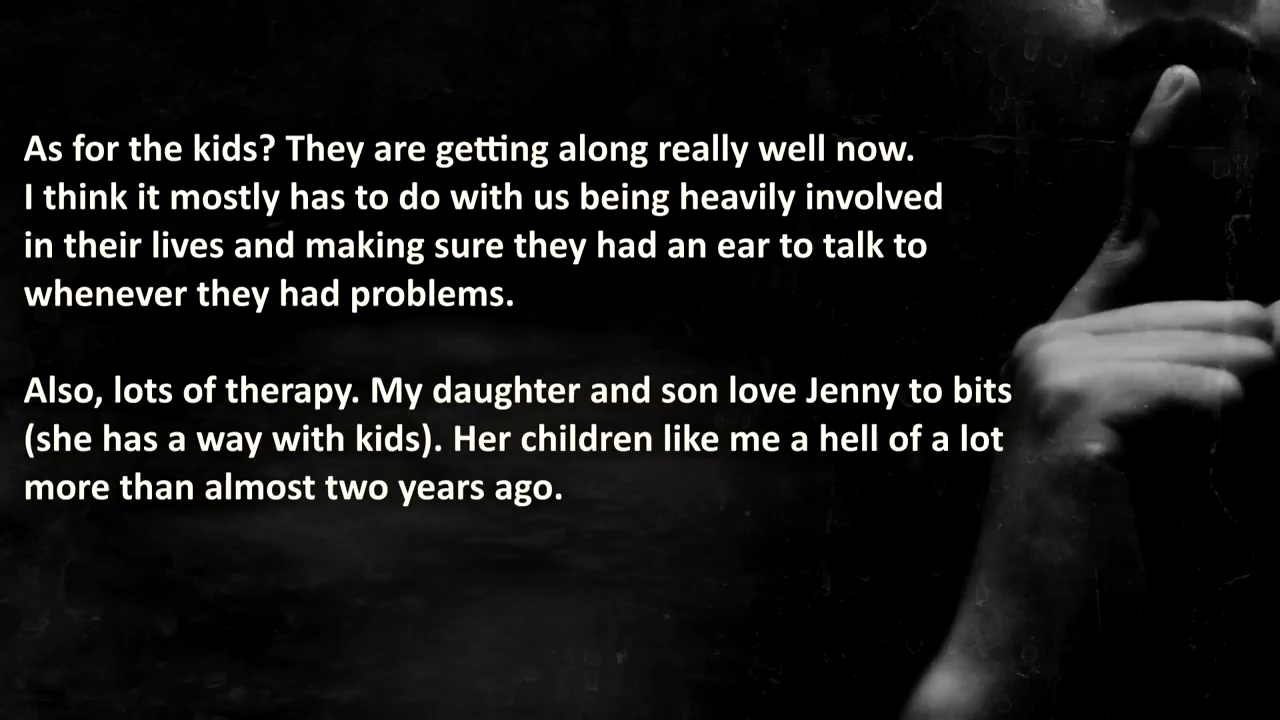 As for the kids? They are getting along really well now.
I think it mostly has to do with us being heavily involved
in their lives and making sure they had an ear to talk to
whenever they had problems.
Also, lots of therapy. My daughter and son love Jenny to bits
(she has a way with kids). Her children like me a hell of a lot
more than almost two years ago.